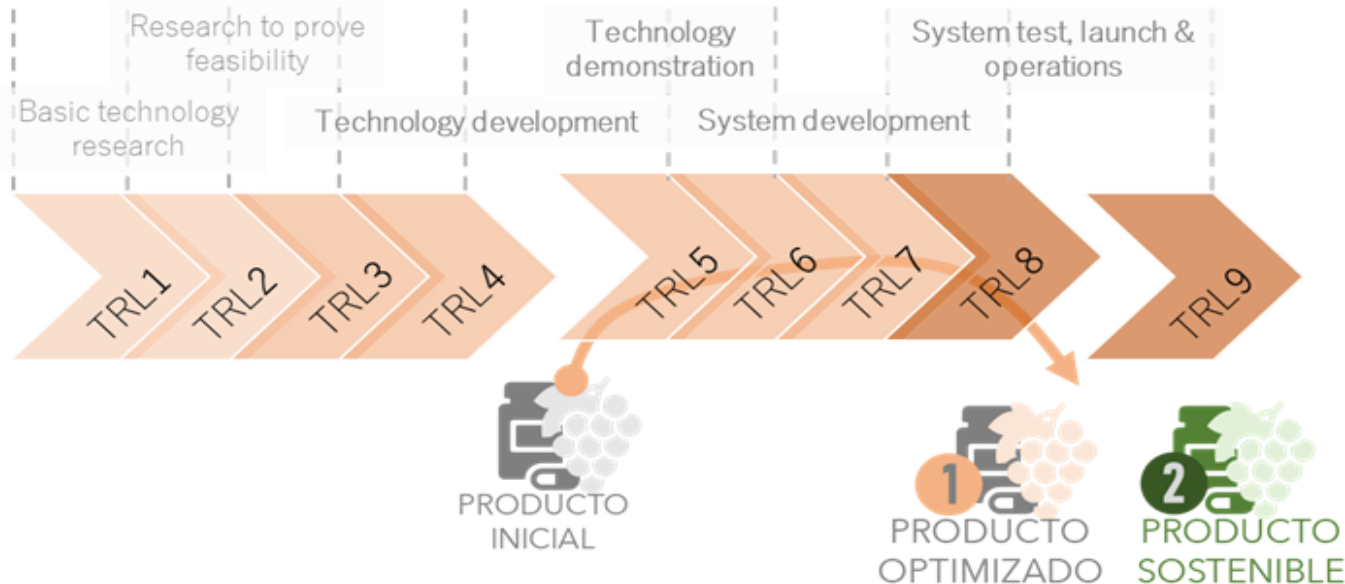 Research to prove
feasibility
Technology
demonstration
System test, launch &
operations
Basic technology
research
Technology development
System development
TRL1
TRL2
TRL3
TRL4
TRL5
TRL6
TRL7
TRL8
TRL9
PRODUCTO
INICIAL
1
PRODUCTO
OPTIMIZADO
2
PRODUCTO
SOSTENIBLE